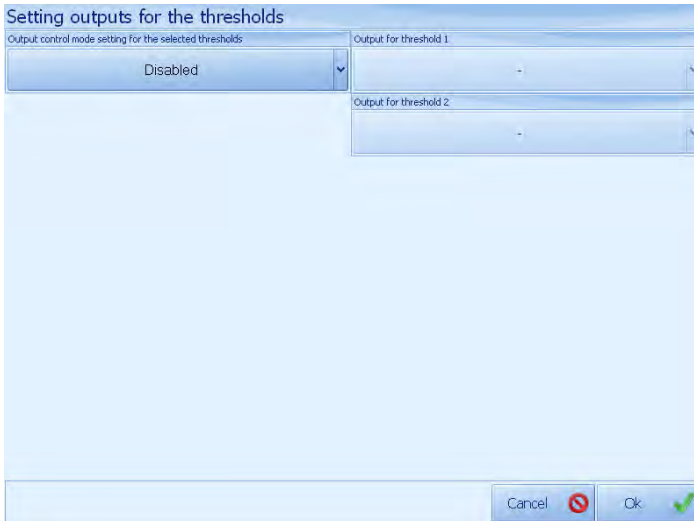 Setting outputs for the thresholds
Output control mode setting for the selected thresholds
Disabled
Output for threshold 1
-
Output for threshold 2
-
Cancel
Ok